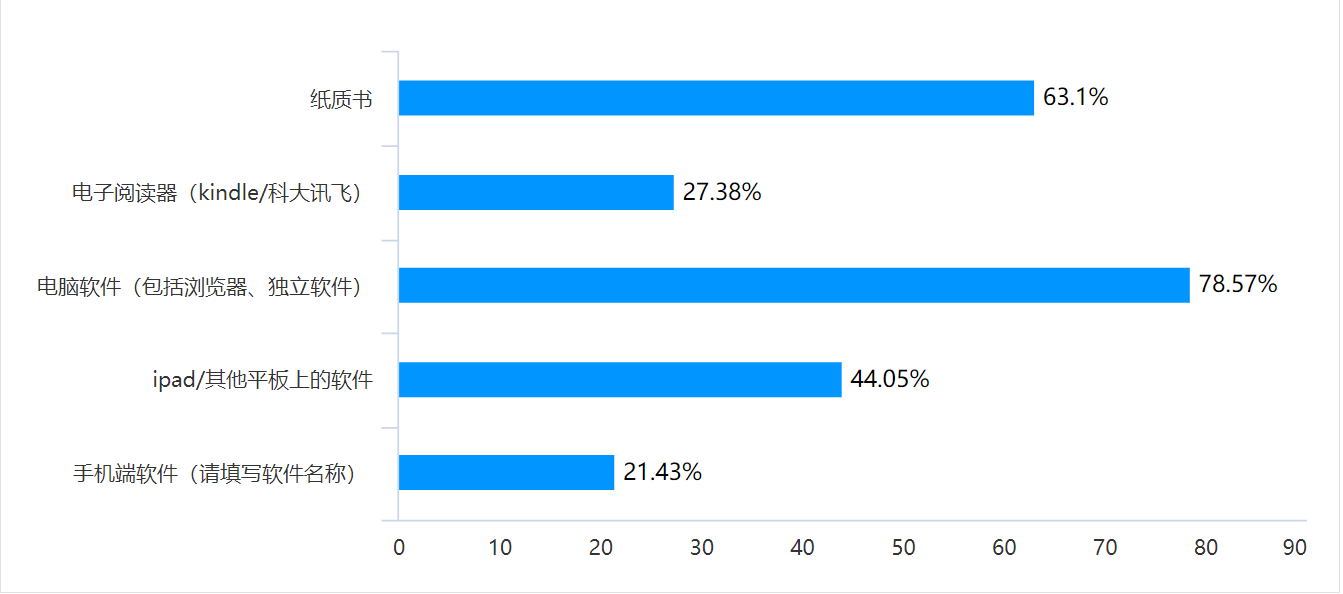 纸质书
63.1%
电子阅读器（kindle/科大讯飞）
27.38%
电脑软件（包括浏览器、独立软件）
78.57%
ipad/其他平板上的软件
44.05%
手机端软件（请填写软件名称）
21.43%
0 10 20 30 40 50 60 70 80 90